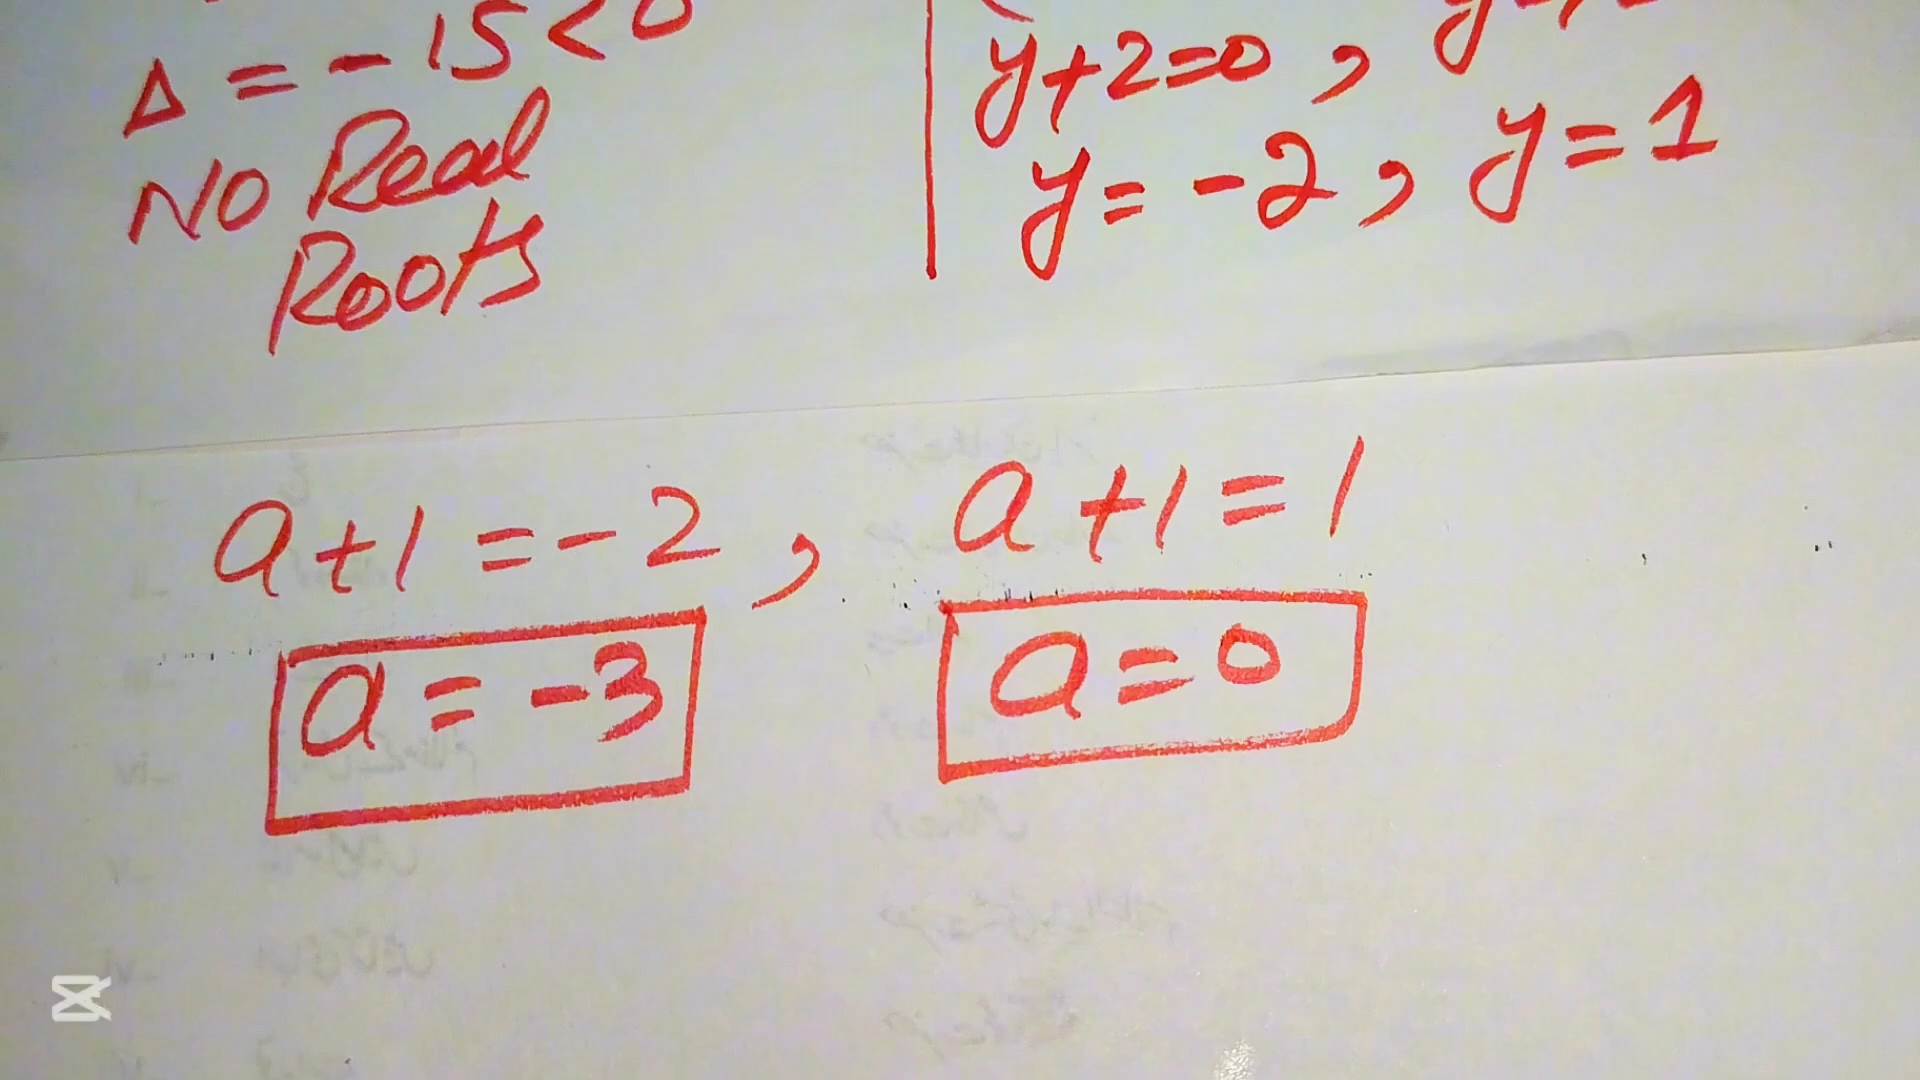 Δ = - 15 < 0
No Real
Roots
y+2=0 ,
y = -2 , y = 1
a+1 = -2 , a+1 = 1
a = -3
a = 0